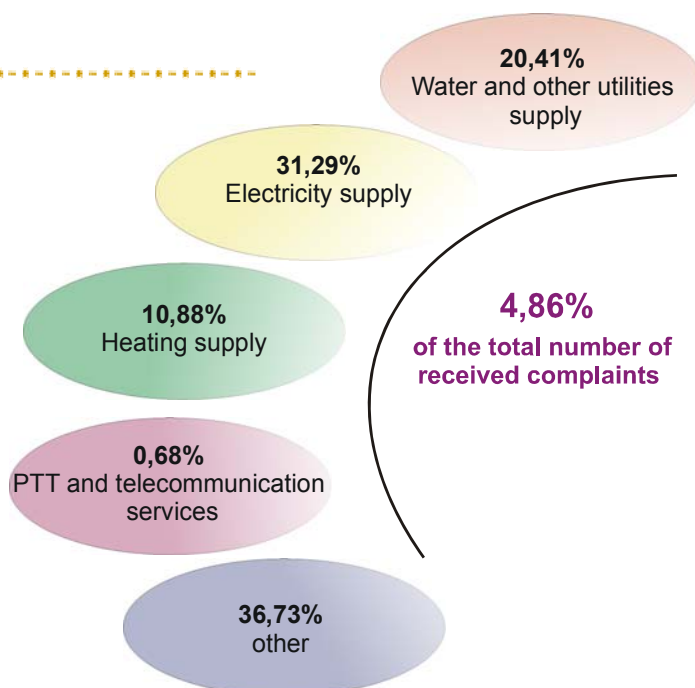 20,41%
Water and other utilities
supply
31,29%
Electricity supply
10,88%
Heating supply
4,86%
of the total number of
received complaints
0,68%
PTT and telecommunication
services
36,73%
other